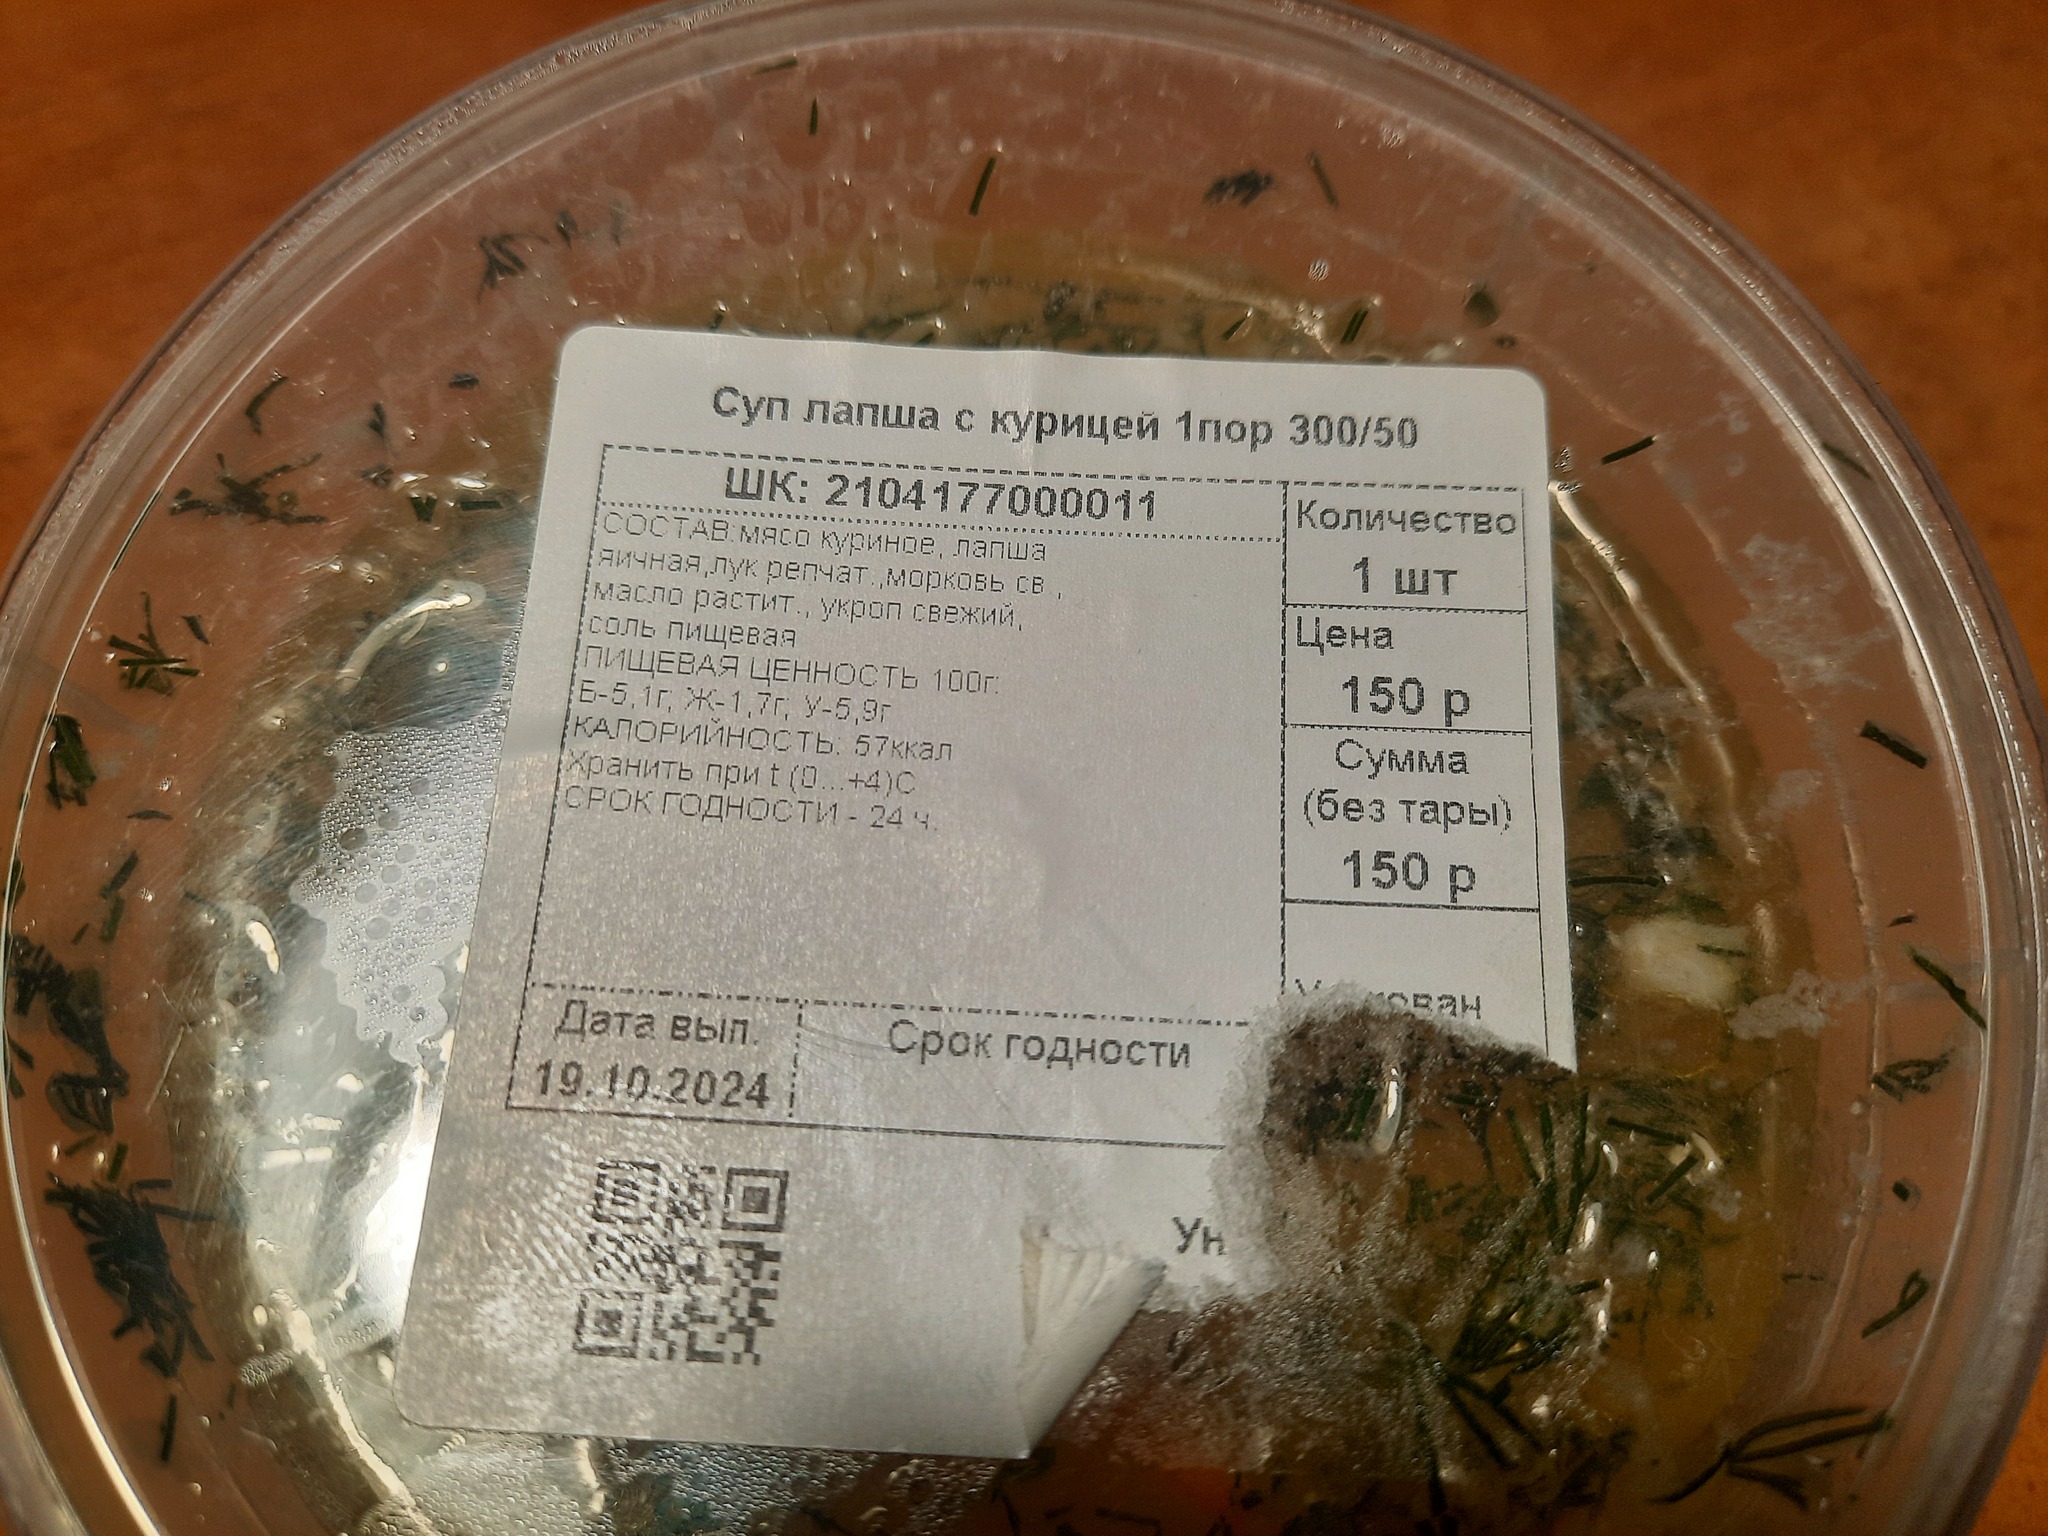 Суп лапша с курицей 1пор 300/50
ШК: 2104177000011
СОСТАВ:мясо куриное, лапша
яичная,лук репчат.,морковь св.,
масло растит., укроп свежий,
соль пищевая
ПИЩЕВАЯ ЦЕННОСТЬ 100г:
Б-5,1г; Ж-1,7г; У-5,9г
КАЛОРИЙНОСТЬ: 57ккал
Хранить при t (0...+4)С
СРОК ГОДНОСТИ - 24 ч.
Количество
1 шт
Цена
150 р
Сумма
(без тары)
150 р
Дата вып.
19.10.2024
Срок годности